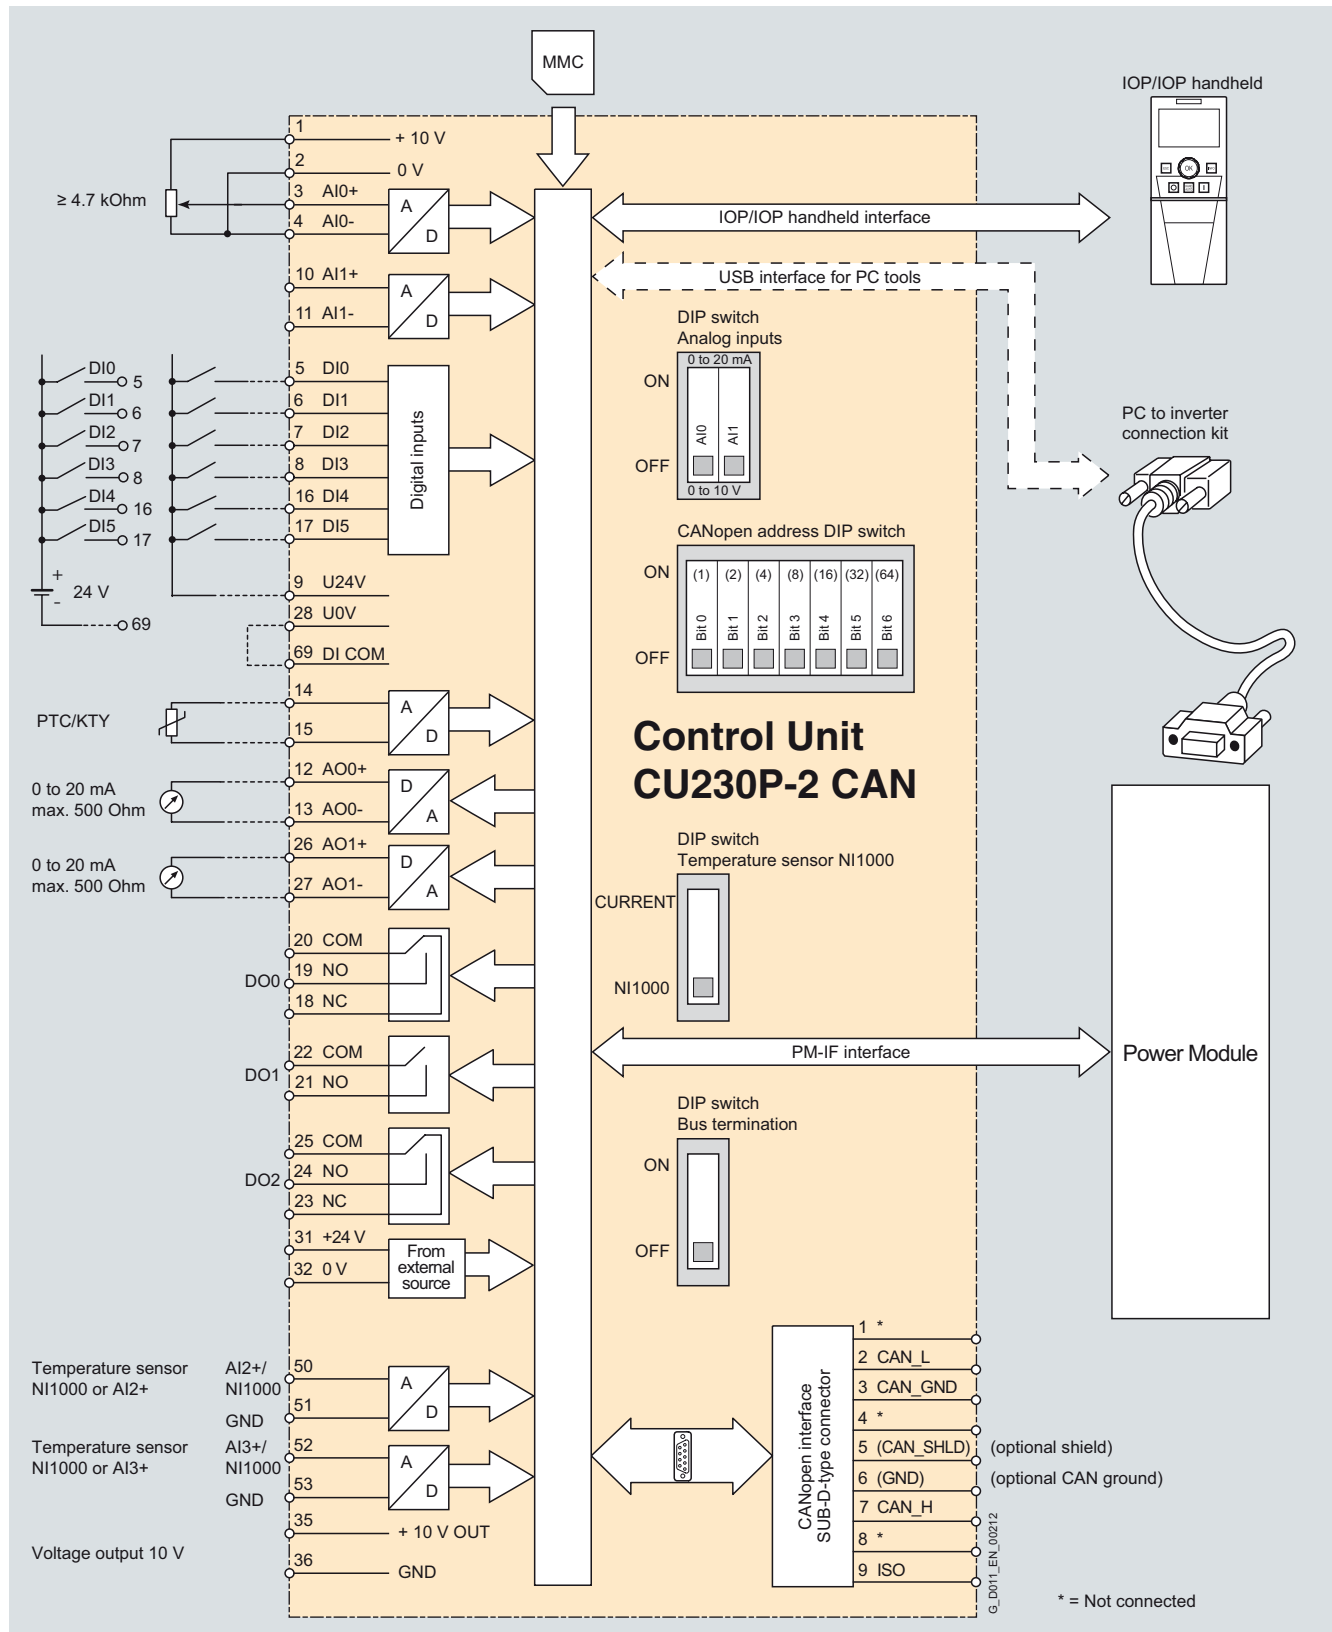 MMC
IOP/IOP handheld
1
+ 10 V
2
0 V
≥ 4.7 kOhm
3 AI0+
4 AI0-
A
D
IOP/IOP handheld interface
10 AI1+
11 AI1-
A
D
USB interface for PC tools
DIP switch
Analog inputs
0 to 20 mA
ON
AI0
AI1
OFF
0 to 10 V
PC to inverter
connection kit
DI0
5
DI1
6
DI2
7
DI3
8
DI4
16
DI5
17
+
-
24 V
69
5 DI0
6 DI1
7 DI2
8 DI3
16 DI4
17 DI5
Digital inputs
9 U24V
28 U0V
69 DI COM
CANopen address DIP switch
ON
(1) (2) (4) (8) (16) (32) (64)
Bit 0 Bit 1 Bit 2 Bit 3 Bit 4 Bit 5 Bit 6
OFF
PTC/KTY
14
15
A
D
Control Unit
CU230P-2 CAN
0 to 20 mA
max. 500 Ohm
12 AO0+
13 AO0-
D
A
0 to 20 mA
max. 500 Ohm
26 AO1+
27 AO1-
D
A
DIP switch
Temperature sensor NI1000
CURRENT
NI1000
DO0
20 COM
19 NO
18 NC
DO1
22 COM
21 NO
PM-IF interface
Power Module
DIP switch
Bus termination
ON
OFF
DO2
25 COM
24 NO
23 NC
31 +24 V
32 0 V
From
external
source
Temperature sensor
NI1000 or AI2+
AI2+/
NI1000
GND
50
51
A
D
Temperature sensor
NI1000 or AI3+
AI3+/
NI1000
GND
52
53
A
D
35
+ 10 V OUT
Voltage output 10 V
36
GND
CANopen interface
SUB-D-type connector
1 *
2 CAN_L
3 CAN_GND
4 *
5 (CAN_SHLD) (optional shield)
6 (GND) (optional CAN ground)
7 CAN_H
8 *
9 ISO
G_D011_EN_00212
* = Not connected